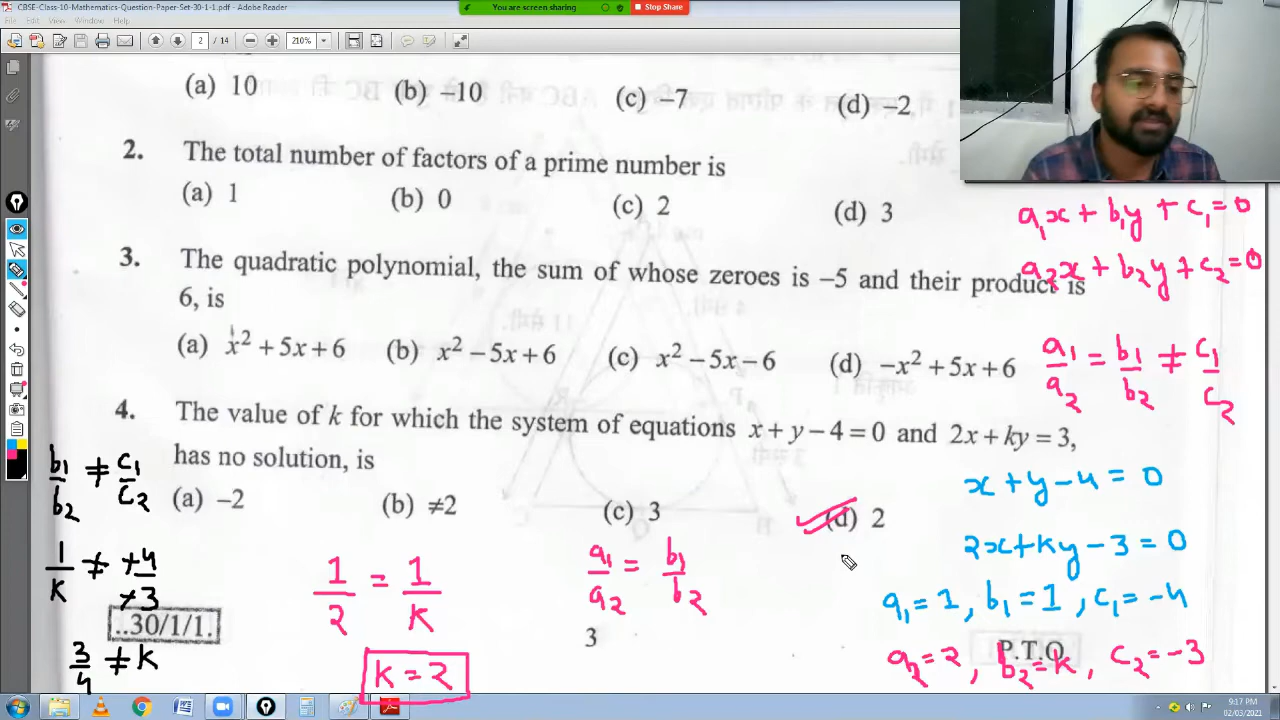 CBSE-Class-10-Mathematics-Question-Paper-Set-30-1-1.pdf - Adobe Reader
You are screen sharing
Stop Share
File Edit View Window Help
2 / 14
210%
(a) 10 (b) –10 (c) –7 (d) –2
2. The total number of factors of a prime number is
(a) 1 (b) 0 (c) 2 (d) 3
3. The quadratic polynomial, the sum of whose zeroes is –5 and their product is
6, is
(a) x² + 5x + 6 (b) x² – 5x + 6 (c) x² – 5x – 6 (d) –x² + 5x + 6
4. The value of k for which the system of equations x + y – 4 = 0 and 2x + ky = 3,
has no solution, is
(a) –2 (b) ≠2 (c) 3 (d) 2
a₁x + b₁y + c₁ = 0
a₂x + b₂y + c₂ = 0
a₁/a₂ = b₁/b₂ ≠ c₁/c₂
x + y – 4 = 0
2x + ky – 3 = 0
a₁ = 1, b₁ = 1, c₁ = –4
a₂ = 2, b₂ = k, c₂ = –3
a₁/a₂ = b₁/b₂
1/2 = 1/k
k = 2
b₁/b₂ ≠ c₁/c₂
1/k ≠ +4/+3
3/4 ≠ k
..30/1/1.
3
P.T.O.
9:17 PM
02/03/2021